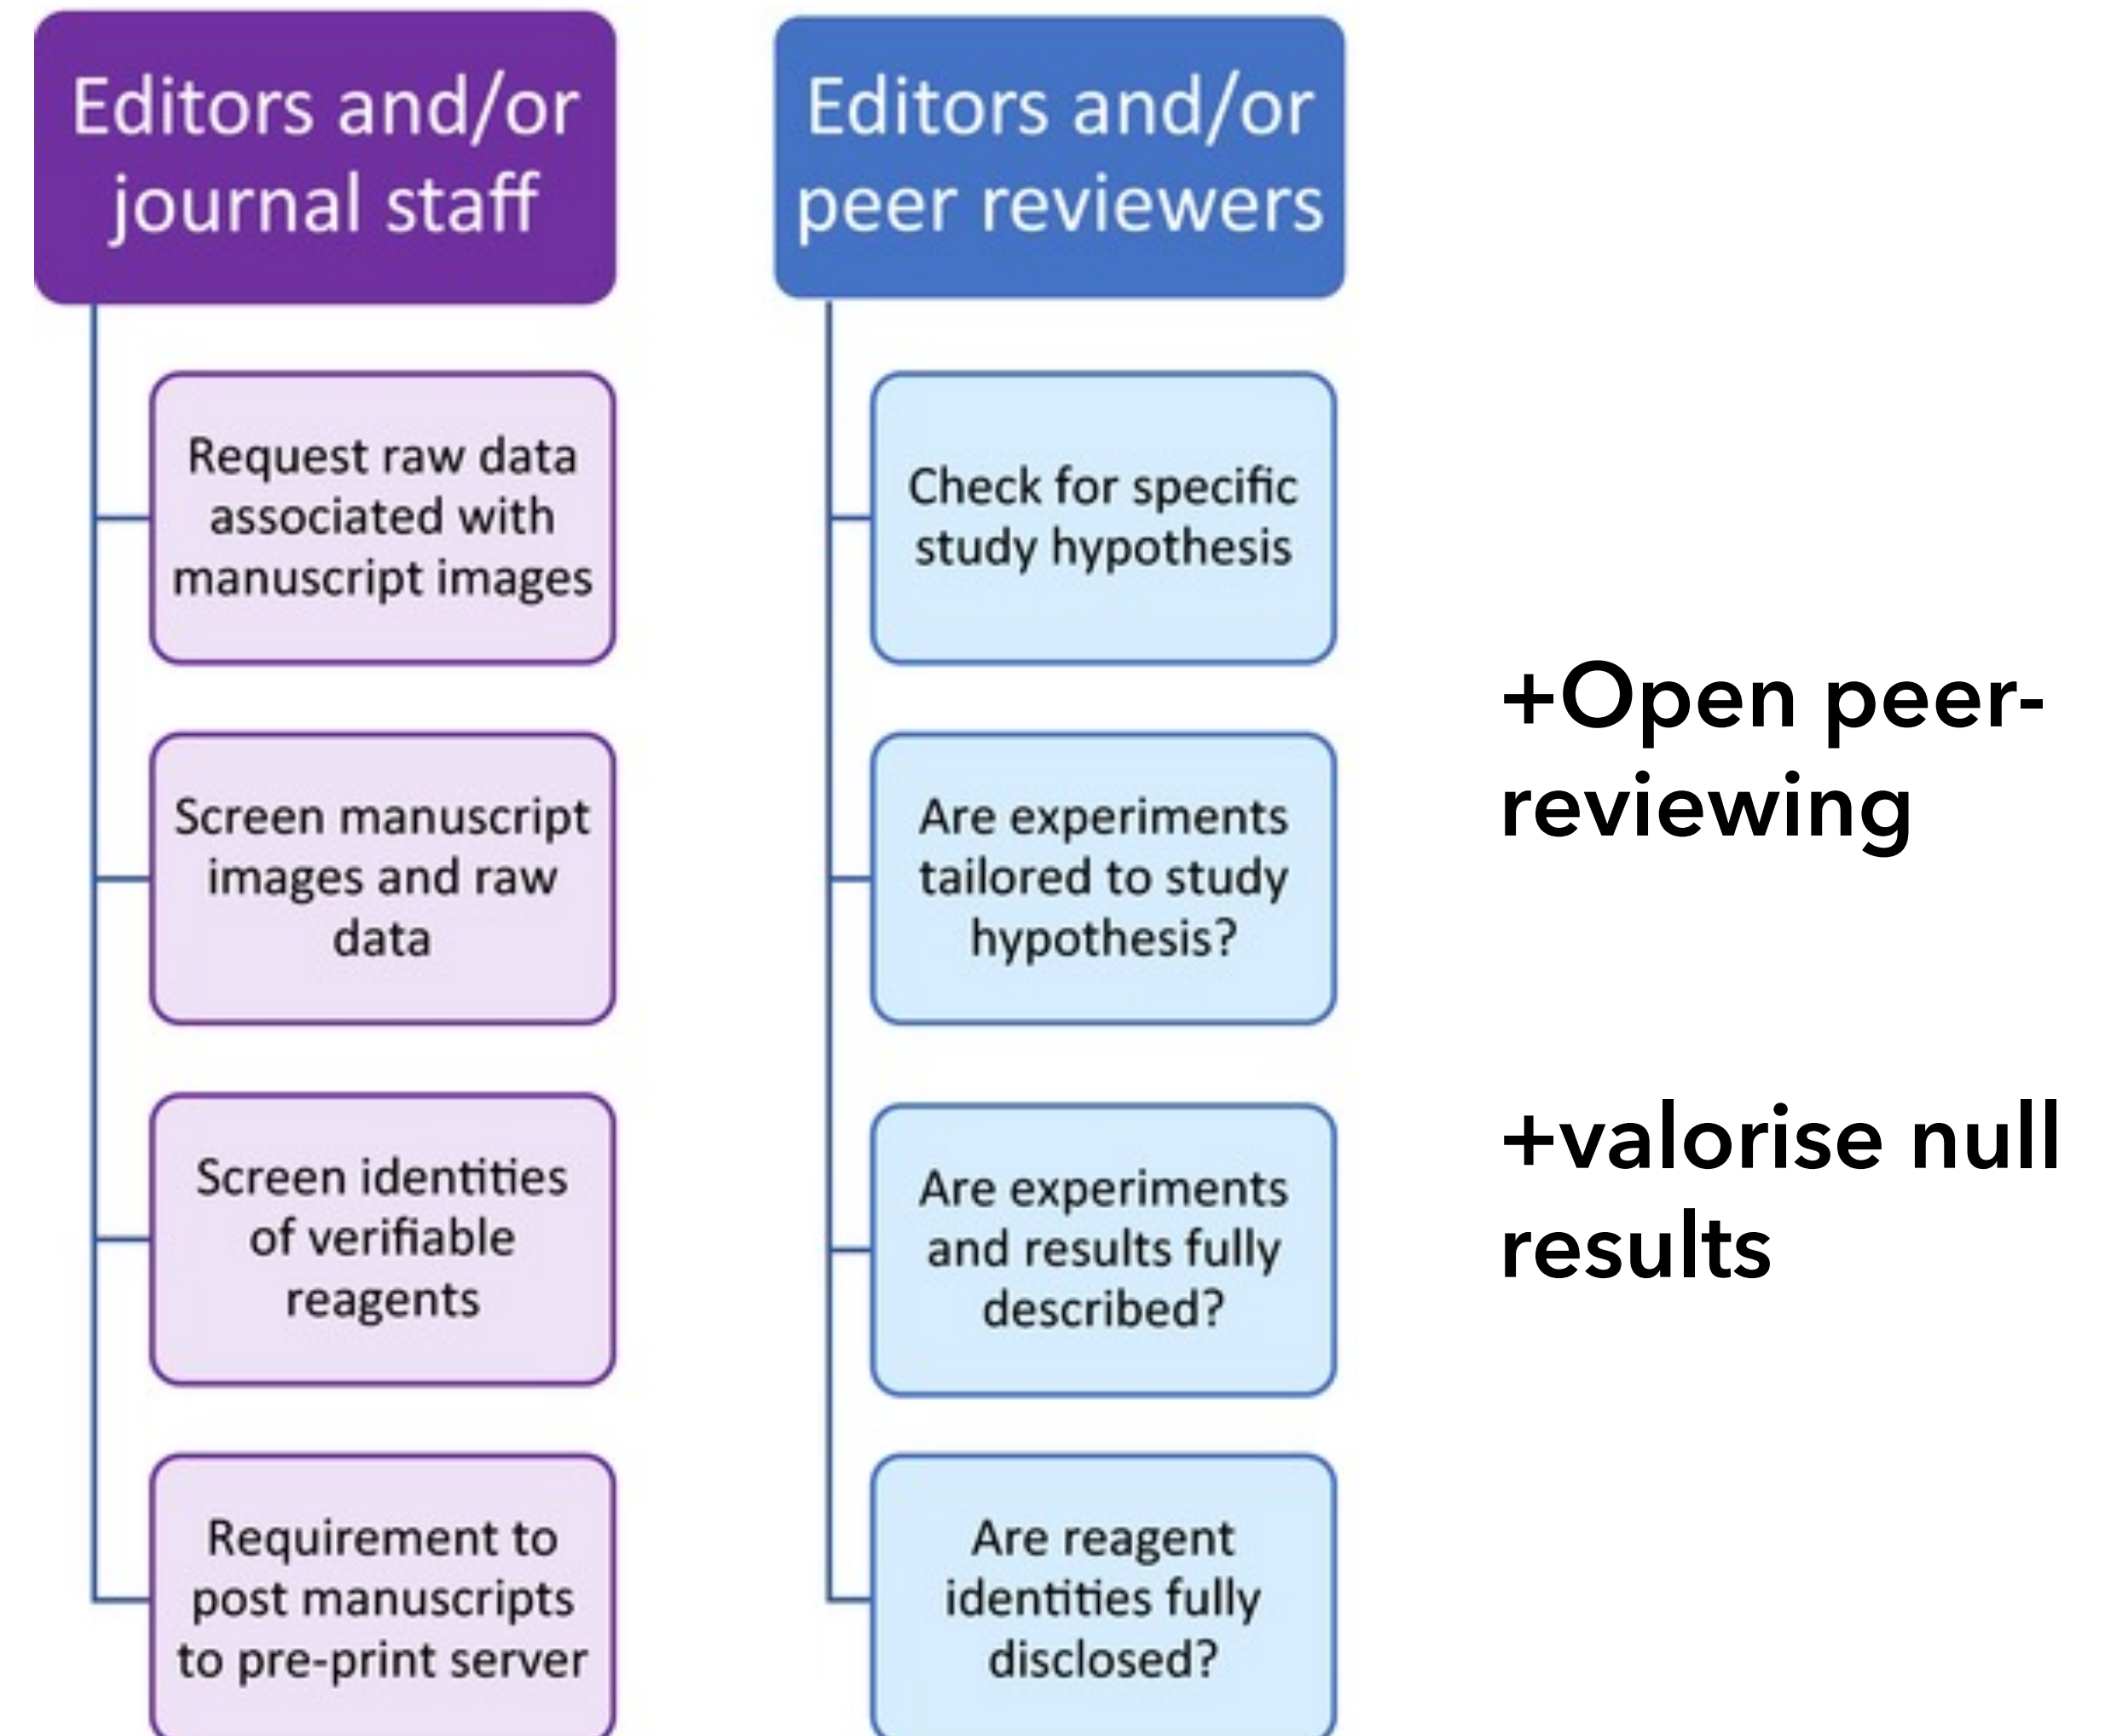 Editors and/or
journal staff
Request raw data
associated with
manuscript images
Screen manuscript
images and raw
data
Screen identities
of verifiable
reagents
Requirement to
post manuscripts
to pre-print server
Editors and/or
peer reviewers
Check for specific
study hypothesis
Are experiments
tailored to study
hypothesis?
Are experiments
and results fully
described?
Are reagent
identities fully
disclosed?
+Open peer-
reviewing
+valorise null
results